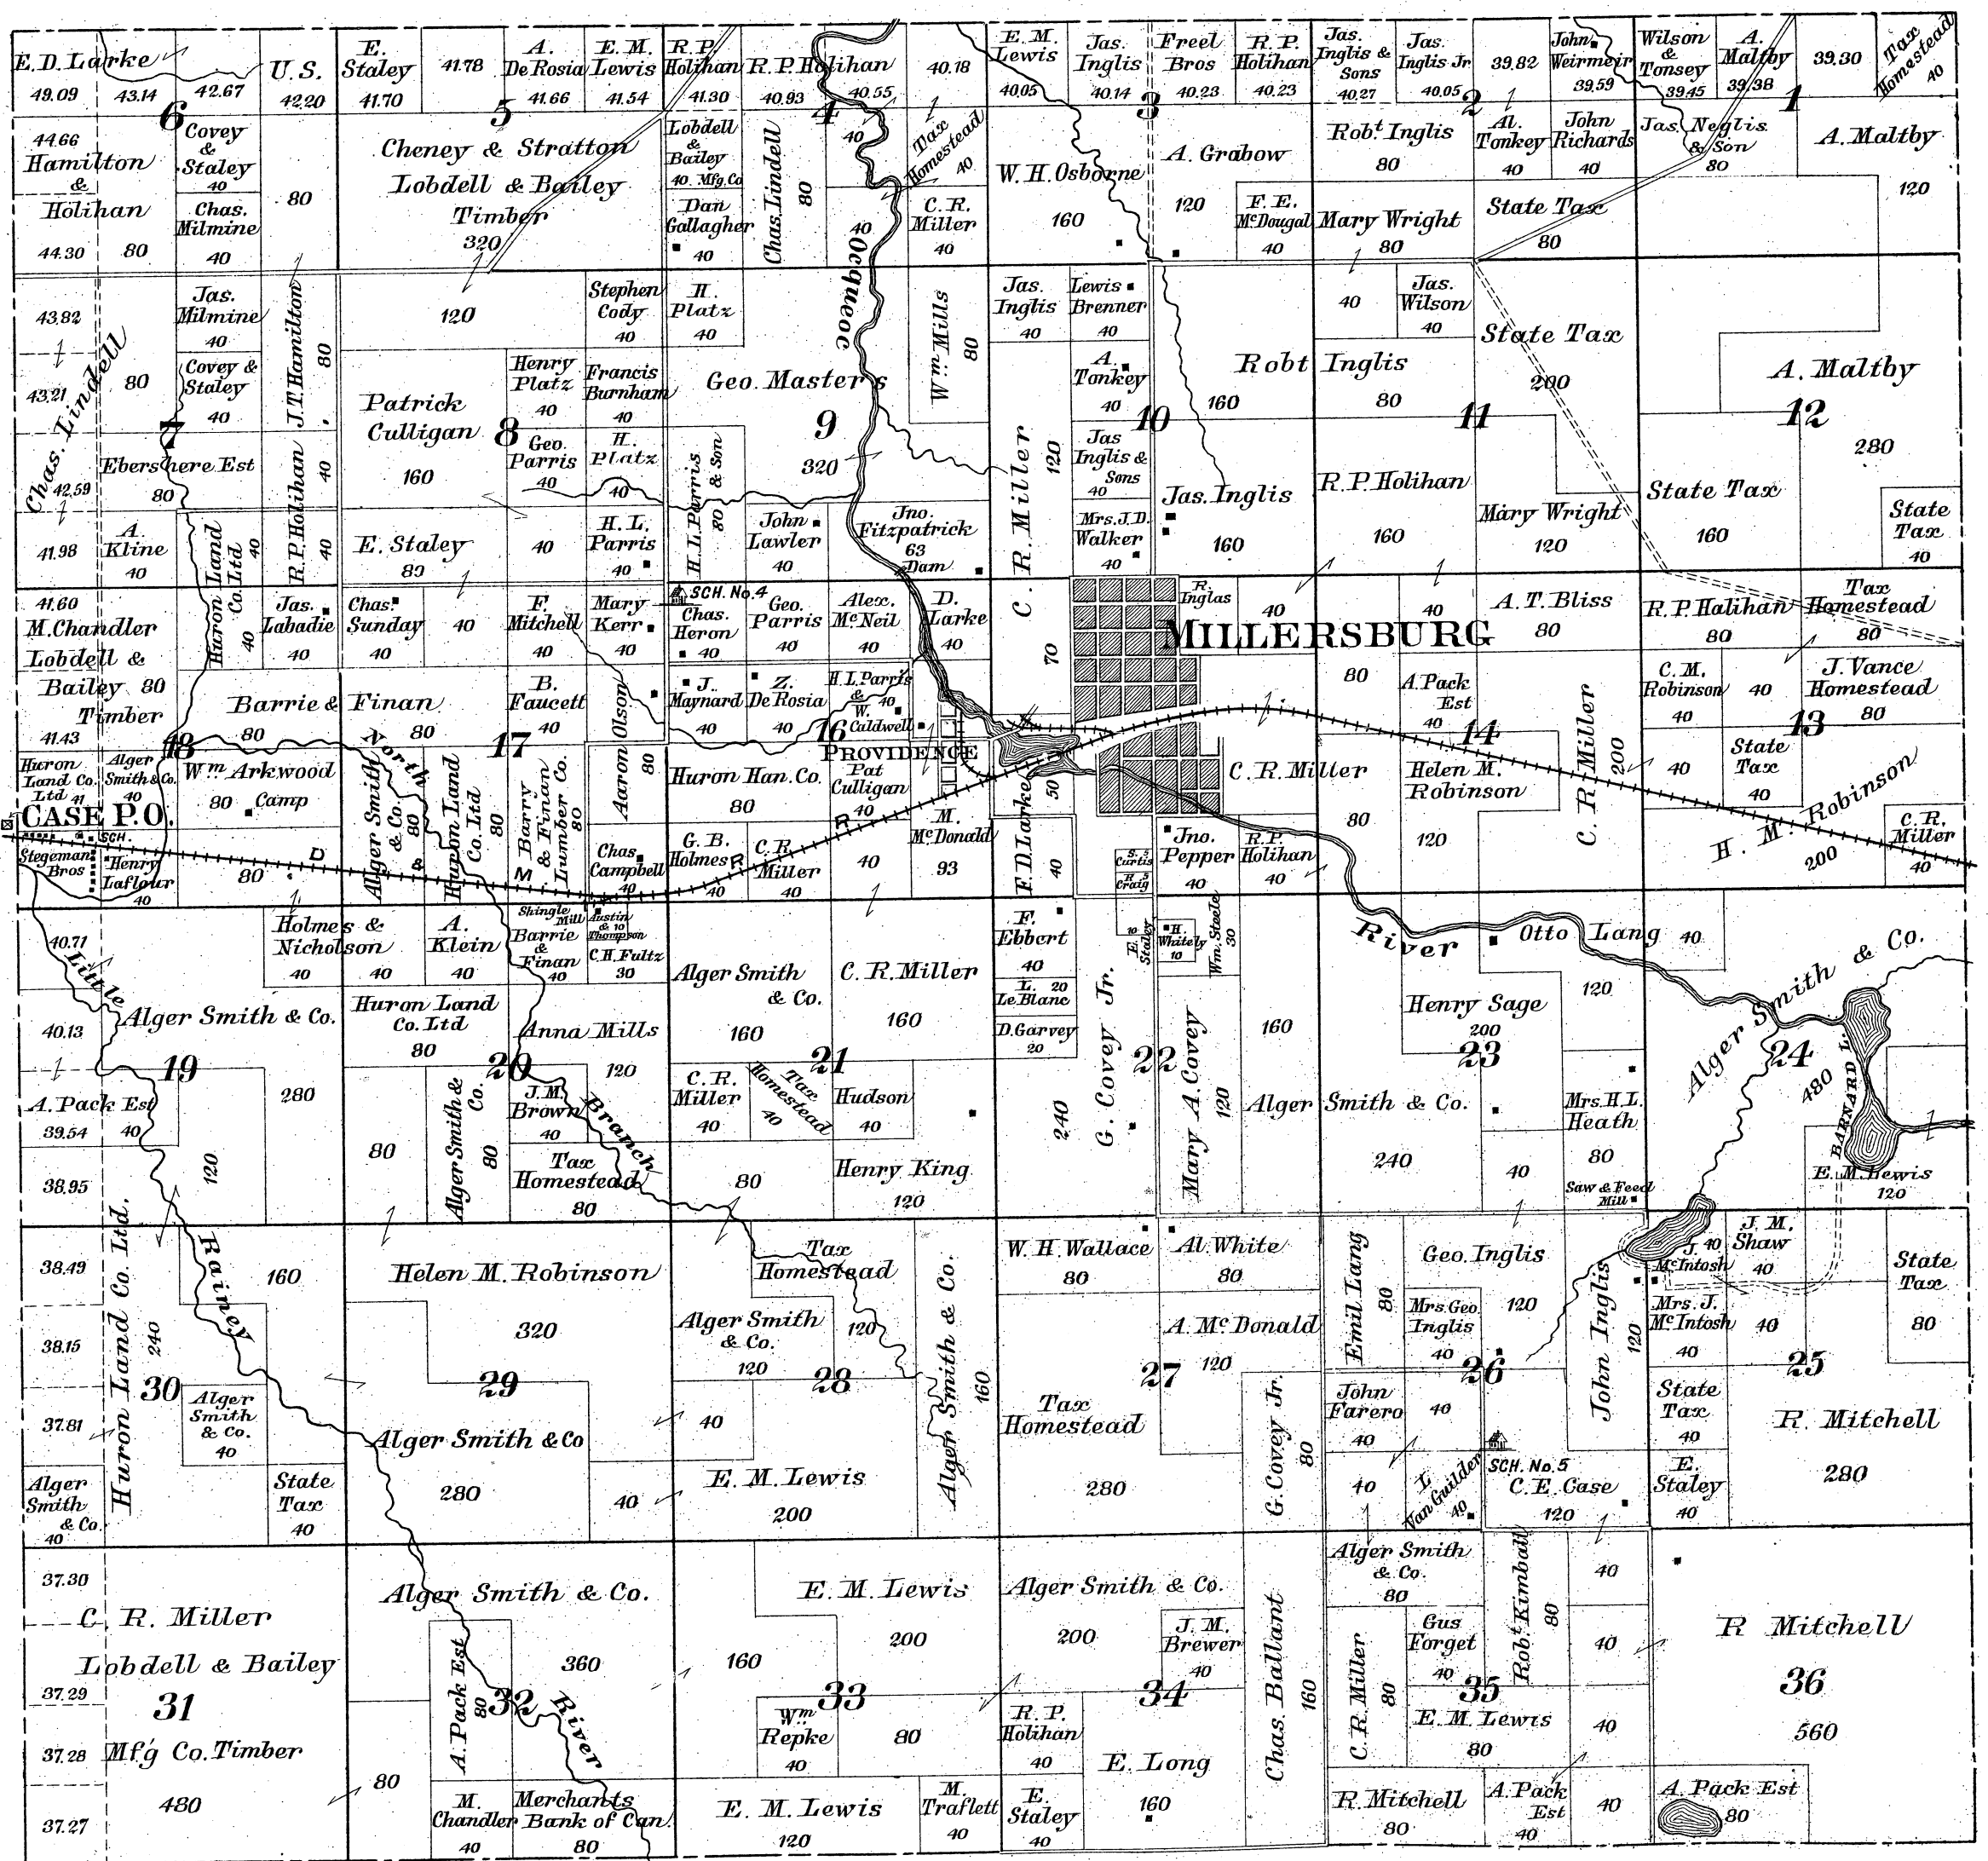 E. D. Larke
49.09
43.14
42.67
U.S.
42.20
E.
Staley
41.70
41.78
A.
De Rosia
41.66
E. M.
Lewis
41.54
R. P.
Holihan
41.30
R. P. Holihan
40.93
40.55
40.18
E. M.
Lewis
40.05
Jas.
Inglis
40.14
Freel
Bros
40.23
R. P.
Holihan
40.23
Jas.
Inglis &
Sons
40.27
Jas.
Inglis Jr
40.05
39.82
John
Weirmeir
39.59
Wilson
&
Tonsey
39.45
A.
Maltby
39.38
39.30
Tax
Homestead
40
6
5
4
3
2
1
44.66
Hamilton
&
Holihan
44.30
80
Covey
&
Staley
40
Chas.
Milmine
40
80
Cheney & Stratton
Lobdell & Bailey
Timber
320
Lobdell
&
Bailey
40 Mfg. Co
Dan
Gallagher
40
Chas. Lindell
80
40
40
Tax
Homestead
40
C. R.
Miller
40
W. H. Osborne
160
A. Grabow
120
F. E.
McDougal
40
Robt Inglis
80
Mary Wright
80
Al.
Tonkey
40
John
Richards
40
State Tax
80
Jas. Neglis
& Son
80
A. Maltby
120
Ocqueoc
43.82
43.21
Chas. Lindell
42.59
41.98
80
Jas.
Milmine
40
Covey &
Staley
40
J. T. Hamilton
80
7
Ebershere Est
80
A.
Kline
40
Huron Land
Co. Ltd
40
40
R. P. Holihan
40
40
120
Patrick
Culligan
160
8
Stephen
Cody
40
Henry
Platz
40
Francis
Burnham
40
Geo.
Parris
40
H.
Platz
40
E. Staley
80
40
H. L.
Parris
40
H.
Platz
40
Geo. Masters
9
320
Wm. Mills
80
H. L. Parris
& Son
80
John
Lawler
40
Jno.
Fitzpatrick
63
Dam
Jas.
Inglis
40
Lewis
Brenner
40
A.
Tonkey
40
10
Jas
Inglis &
Sons
40
Mrs. J. D.
Walker
40
C. R. Miller
120
70
160
Jas. Inglis
160
Robt Inglis
80
40
Jas.
Wilson
40
11
R. P. Holihan
160
State Tax
200
Mary Wright
120
A. Maltby
12
280
State Tax
160
State
Tax
40
41.60
M. Chandler
Lobdell &
Bailey 80
Timber
41.43
Jas.
Labadie
40
Chas.
Sunday
40
40
F.
Mitchell
40
Mary
Kerr
40
SCH. No. 4
Chas.
Heron
40
Geo.
Parris
40
Alex.
McNeil
40
D.
Larke
40
R.
Inglas
40
MILLERSBURG
40
A. T. Bliss
80
R. P. Halihan
80
Tax
Homestead
80
Barrie & Finan
80
80
B.
Faucett
40
Aaron Olson
80
J.
Maynard
40
Z.
De Rosia
40
H. L. Parris
&
40
W.
Caldwell
16
PROVIDENCE
80
A. Pack
Est
40
14
C. R. Miller
200
C. M.
Robinson
40
40
J. Vance
Homestead
80
13
18
17
Huron
Land Co.
Ltd 41
Alger
Smith & Co.
40
CASE P.O.
SCH.
Stegeman
Bros
Henry
Laflour
40
Wm Arkwood
80 Camp
80
North
Alger Smith
& Co.
80
Huron Land
Co. Ltd
80
Barry
& Finan
Lumber Co.
80
Chas.
Campbell
40
D & M R R
Huron Han. Co.
80
Pat
Culligan
40
G. B.
Holmes
40
C. R.
Miller
40
40
M.
McDonald
93
F. D. Larke
50
40
S. 5
Curtis
R 5
Craig
C. R. Miller
80
Jno.
Pepper
40
R. P.
Holihan
40
Helen M.
Robinson
120
40
State
Tax
40
H. M. Robinson
200
C. R.
Miller
40
40.71
Little
40.13
Holmes &
Nicholson
40
40
A.
Klein
40
Shingle
Mill
Barrie
&
Finan
40
Austin
& 10
Thompson
C. H. Fultz
30
Alger Smith
& Co.
160
C. R. Miller
160
F.
Ebbert
40
L. 20
Le Blanc
D. Garvey
20
10
E.
Staley
H.
Whitely
10
Wm. Steele
30
River
Otto Lang
40
Alger Smith & Co.
480
Alger Smith & Co.
280
19
A. Pack Est
39.54
40
38.95
120
Huron Land
Co. Ltd
80
Anna Mills
120
20
80
Alger Smith &
Co.
80
J. M.
Brown
40
Branch
Tax
Homestead
80
21
C. R.
Miller
40
Tax
Homestead
40
Hudson
40
80
Henry King
120
G. Covey Jr.
240
22
Mary A. Covey
120
160
Henry Sage
200
23
120
Alger Smith & Co.
240
40
Mrs. H. L.
Heath
80
Saw & Feed
Mill
24
BARNARD L.
E. M. Lewis
120
38.49
38.15
37.81
Huron Land Co. Ltd.
240
160
Rainey
30
Alger
Smith
& Co.
40
Alger
Smith
& Co.
40
State
Tax
40
Helen M. Robinson
320
29
Alger Smith & Co
280
40
Tax
Homestead
120
Alger Smith
& Co.
120
28
40
E. M. Lewis
200
Alger Smith & Co.
160
W. H. Wallace
80
Al. White
80
A. McDonald
120
27
Tax
Homestead
280
G. Covey Jr.
80
Emil Lang
80
Geo. Inglis
120
Mrs. Geo.
Inglis
40
26
John
Farero
40
40
40
L
Van Guilder
40
SCH. No. 5
C. E. Case
120
John Inglis
120
J. 40
McIntosh
J. M.
Shaw
40
Mrs. J.
McIntosh
40
40
State
Tax
80
25
State
Tax
40
R. Mitchell
280
E.
Staley
40
37.30
C. R. Miller
Lobdell & Bailey
37.29
31
37.28
Mf'g Co. Timber
480
37.27
Alger Smith & Co.
360
A. Pack Est
80
32
River
80
M.
Chandler
40
Merchants
Bank of Can.
80
E. M. Lewis
200
160
33
Wm
Repke
40
80
E. M. Lewis
120
M.
Traflett
40
Alger Smith & Co.
200
J. M.
Brewer
40
34
R. P.
Holihan
40
E. Long
160
E.
Staley
40
Chas. Ballant
160
Alger Smith
& Co.
80
C. R. Miller
80
Gus
Forget
40
35
Robt Kimball
80
40
40
E. M. Lewis
80
40
R. Mitchell
80
A. Pack
Est
40
40
R Mitchell
36
560
A. Pack Est
80